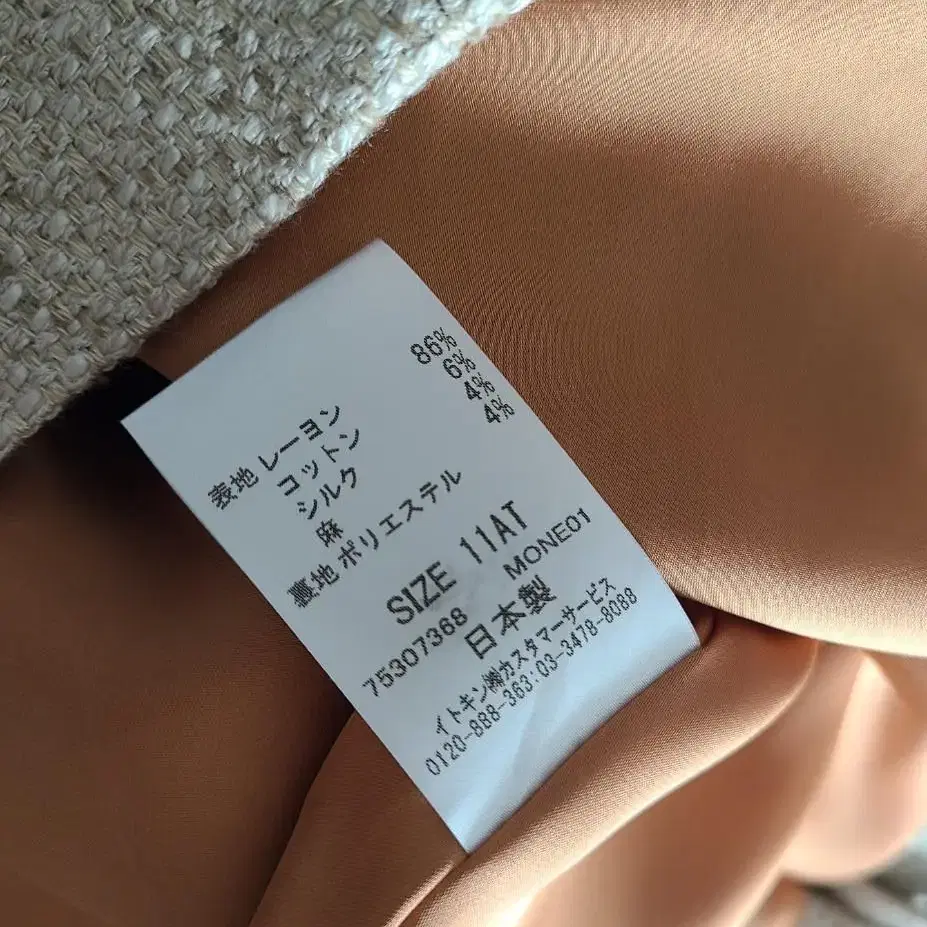 表地 レーヨン 86%
コットン 6%
シルク 4%
麻 4%
裏地 ポリエステル
SIZE 11AT
75307368 MONE01
日本製
イトキン㈱カスタマーサービス
0120-888-363:03-3478-8088